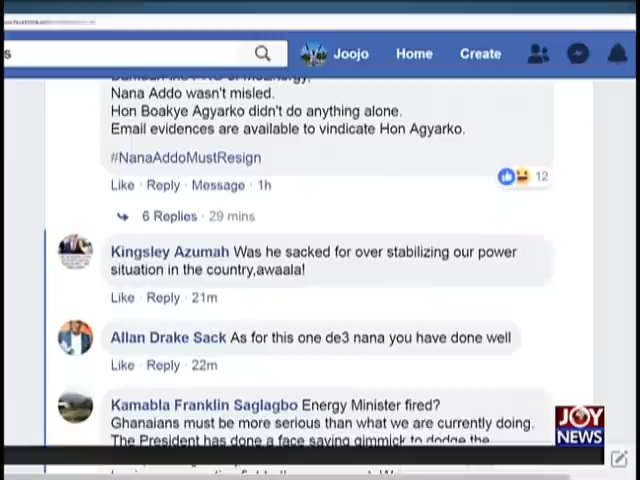 s
Joojo
Home
Create
Nana Addo wasn't misled.
Hon Boakye Agyarko didn't do anything alone.
Email evidences are available to vindicate Hon Agyarko.
#NanaAddoMustResign
Like · Reply · Message · 1h
12
6 Replies · 29 mins
Kingsley Azumah Was he sacked for over stabilizing our power
situation in the country,awaala!
Like · Reply · 21m
Allan Drake Sack As for this one de3 nana you have done well
Like · Reply · 22m
Kamabla Franklin Saglagbo Energy Minister fired?
Ghanaians must be more serious than what we are currently doing.
The President has done a face saving gimmick to dodge the
JOY
NEWS